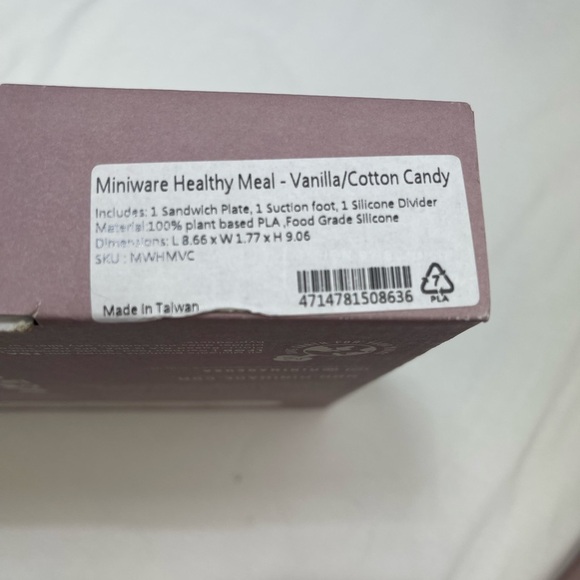 Miniware Healthy Meal - Vanilla/Cotton Candy
Includes: 1 Sandwich Plate, 1 Suction foot, 1 Silicone Divider
Material:100% plant based PLA ,Food Grade Silicone
Dimensions: L 8.66 x W 1.77 x H 9.06
SKU : MWHMVC
4714781508636
7
PLA
Made in Taiwan